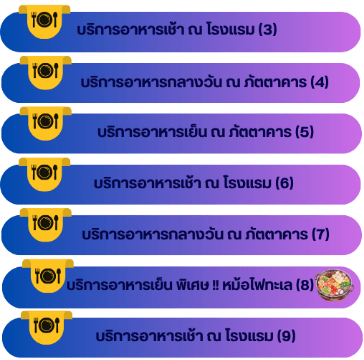 บริการอาหารเช้า ณ โรงแรม (3)
บริการอาหารกลางวัน ณ ภัตตาคาร (4)
บริการอาหารเย็น ณ ภัตตาคาร (5)
บริการอาหารเช้า ณ โรงแรม (6)
บริการอาหารกลางวัน ณ ภัตตาคาร (7)
บริการอาหารเย็น พิเศษ !! หม้อไฟทะเล (8)
บริการอาหารเช้า ณ โรงแรม (9)